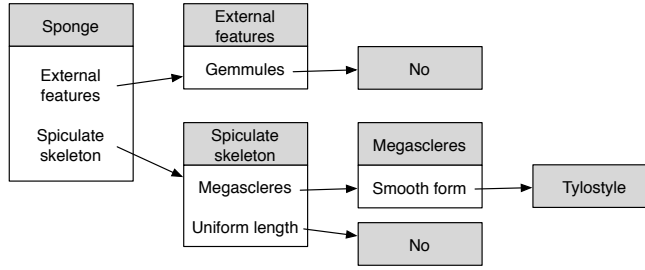 Sponge
External
features
Spiculate
skeleton
External
features
Gemmules
No
Spiculate
skeleton
Megascleres
Uniform length
Megascleres
Smooth form
No
Tylostyle